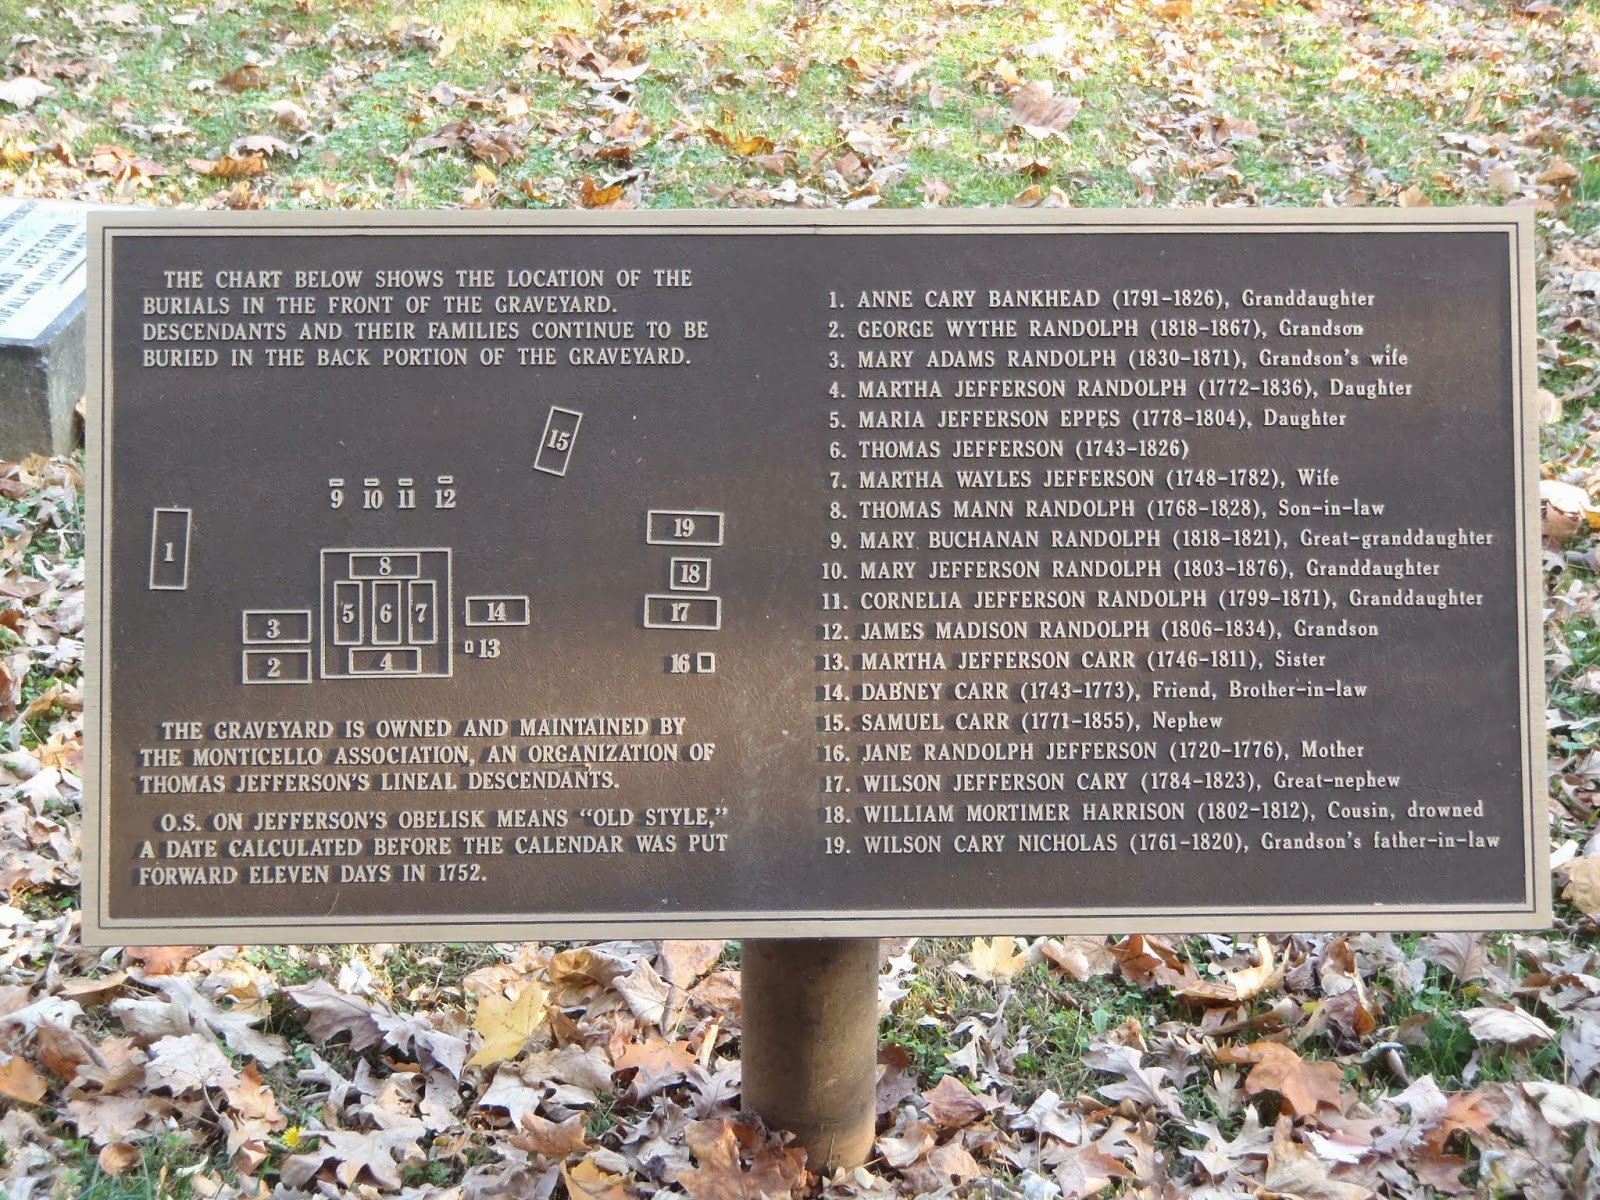 THE CHART BELOW SHOWS THE LOCATION OF THE
BURIALS IN THE FRONT OF THE GRAVEYARD.
DESCENDANTS AND THEIR FAMILIES CONTINUE TO BE
BURIED IN THE BACK PORTION OF THE GRAVEYARD.
15
9 10 11 12
1
19
8
18
5 6 7
14
17
3
13
2
4
16
THE GRAVEYARD IS OWNED AND MAINTAINED BY
THE MONTICELLO ASSOCIATION, AN ORGANIZATION OF
THOMAS JEFFERSON'S LINEAL DESCENDANTS.
O.S. ON JEFFERSON'S OBELISK MEANS "OLD STYLE,"
A DATE CALCULATED BEFORE THE CALENDAR WAS PUT
FORWARD ELEVEN DAYS IN 1752.
1. ANNE CARY BANKHEAD (1791-1826), Granddaughter
2. GEORGE WYTHE RANDOLPH (1818-1867), Grandson
3. MARY ADAMS RANDOLPH (1830-1871), Grandson's wife
4. MARTHA JEFFERSON RANDOLPH (1772-1836), Daughter
5. MARIA JEFFERSON EPPES (1778-1804), Daughter
6. THOMAS JEFFERSON (1743-1826)
7. MARTHA WAYLES JEFFERSON (1748-1782), Wife
8. THOMAS MANN RANDOLPH (1768-1828), Son-in-law
9. MARY BUCHANAN RANDOLPH (1818-1821), Great-granddaughter
10. MARY JEFFERSON RANDOLPH (1803-1876), Granddaughter
11. CORNELIA JEFFERSON RANDOLPH (1799-1871), Granddaughter
12. JAMES MADISON RANDOLPH (1806-1834), Grandson
13. MARTHA JEFFERSON CARR (1746-1811), Sister
14. DABNEY CARR (1743-1773), Friend, Brother-in-law
15. SAMUEL CARR (1771-1855), Nephew
16. JANE RANDOLPH JEFFERSON (1720-1776), Mother
17. WILSON JEFFERSON CARY (1784-1823), Great-nephew
18. WILLIAM MORTIMER HARRISON (1802-1812), Cousin, drowned
19. WILSON CARY NICHOLAS (1761-1820), Grandson's father-in-law
JEFFERSON